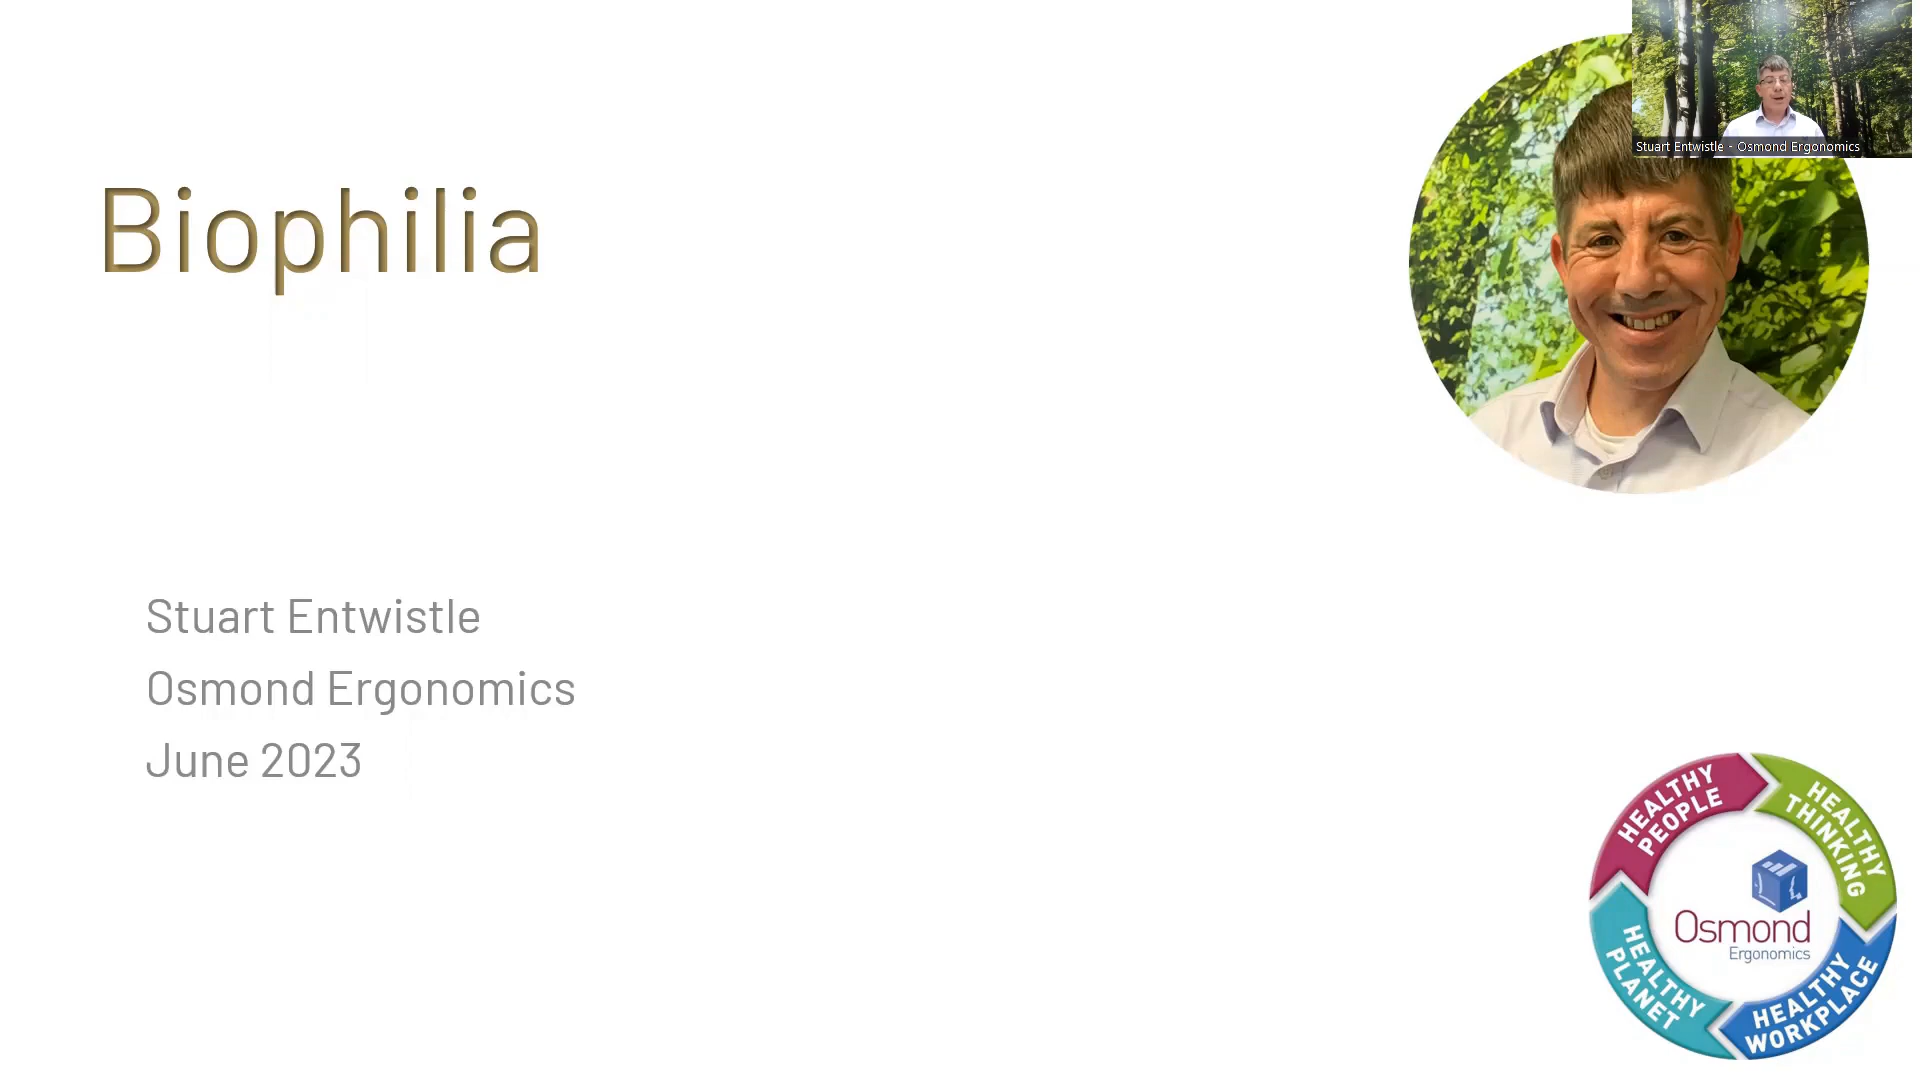 Stuart Entwistle - Osmond Ergonomics
Biophilia
Stuart Entwistle
Osmond Ergonomics
June 2023
HEALTHY
PEOPLE
HEALTHY
THINKING
Osmond
Ergonomics
HEALTHY
PLANET
HEALTHY
WORKPLACE